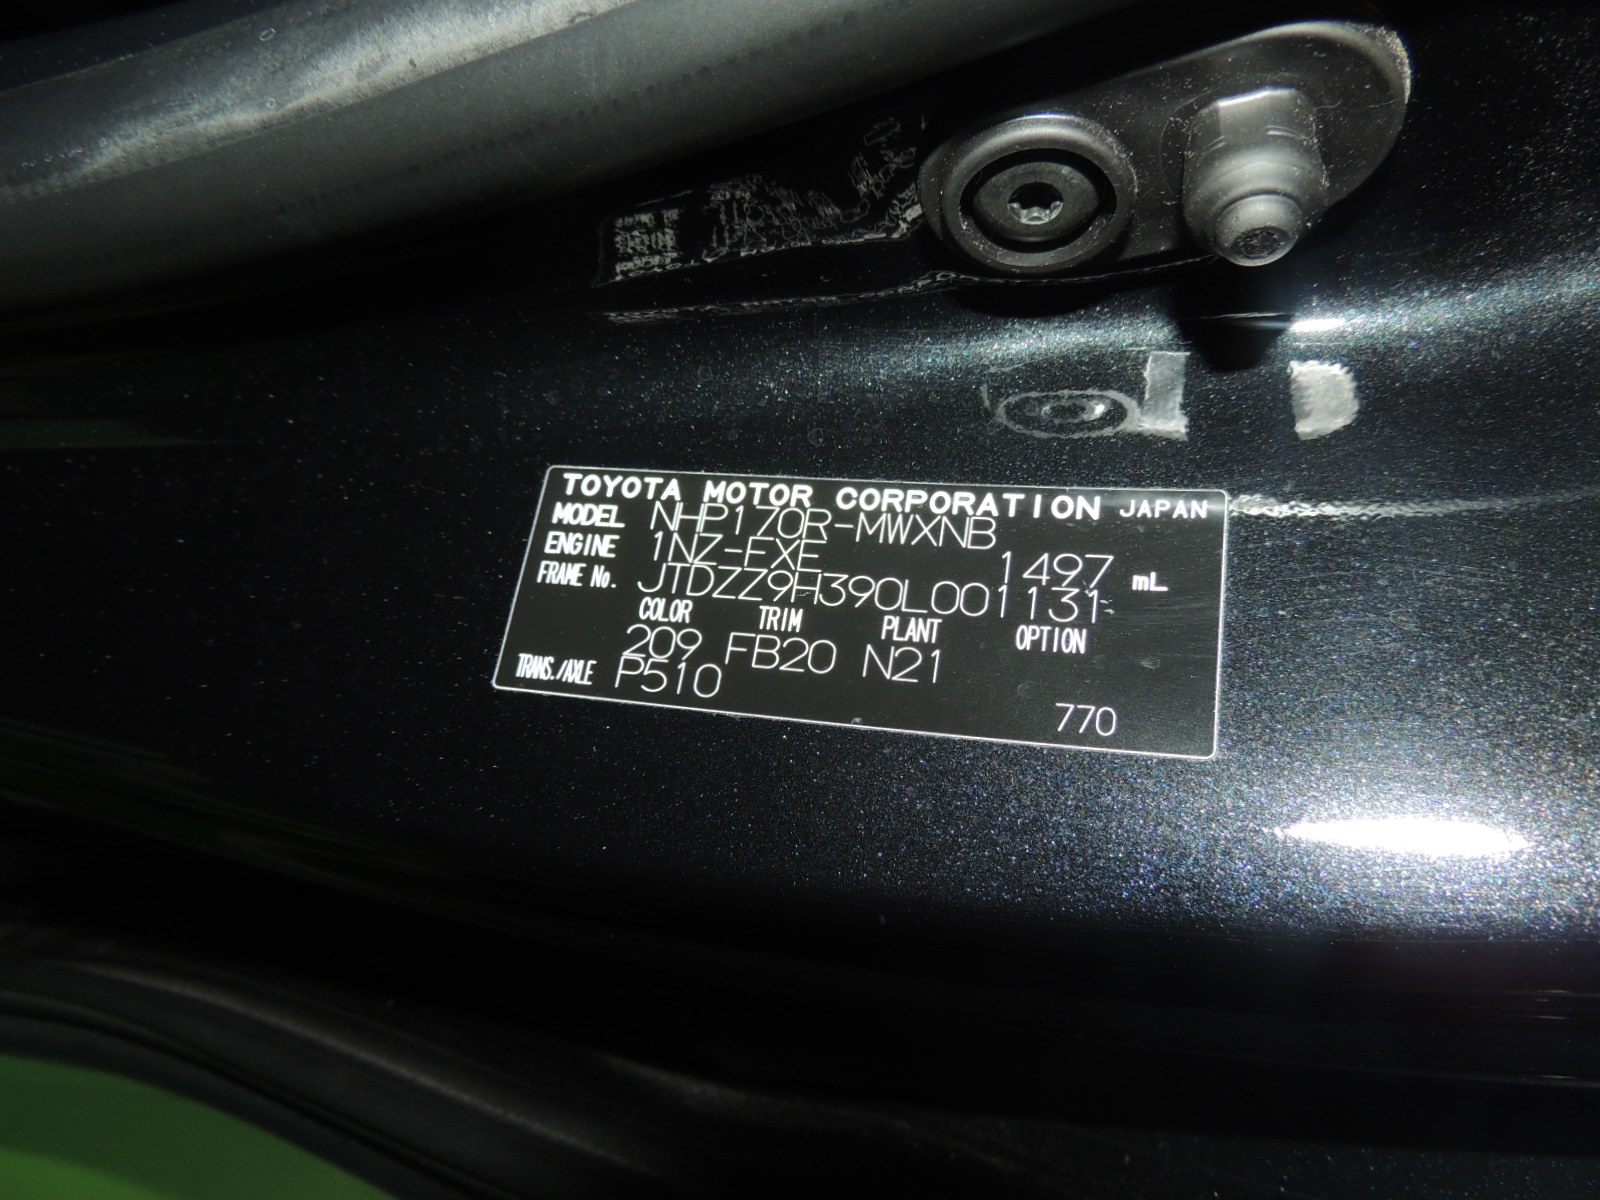 TOYOTA MOTOR CORPORATION JAPAN
MODEL NHP170R-MWXNB
ENGINE 1NZ-FXE 1497 mL
FRAME No. JTDZZ9H390L001131
COLOR TRIM PLANT OPTION
209 FB20 N21
TRANS./AXLE P510
770